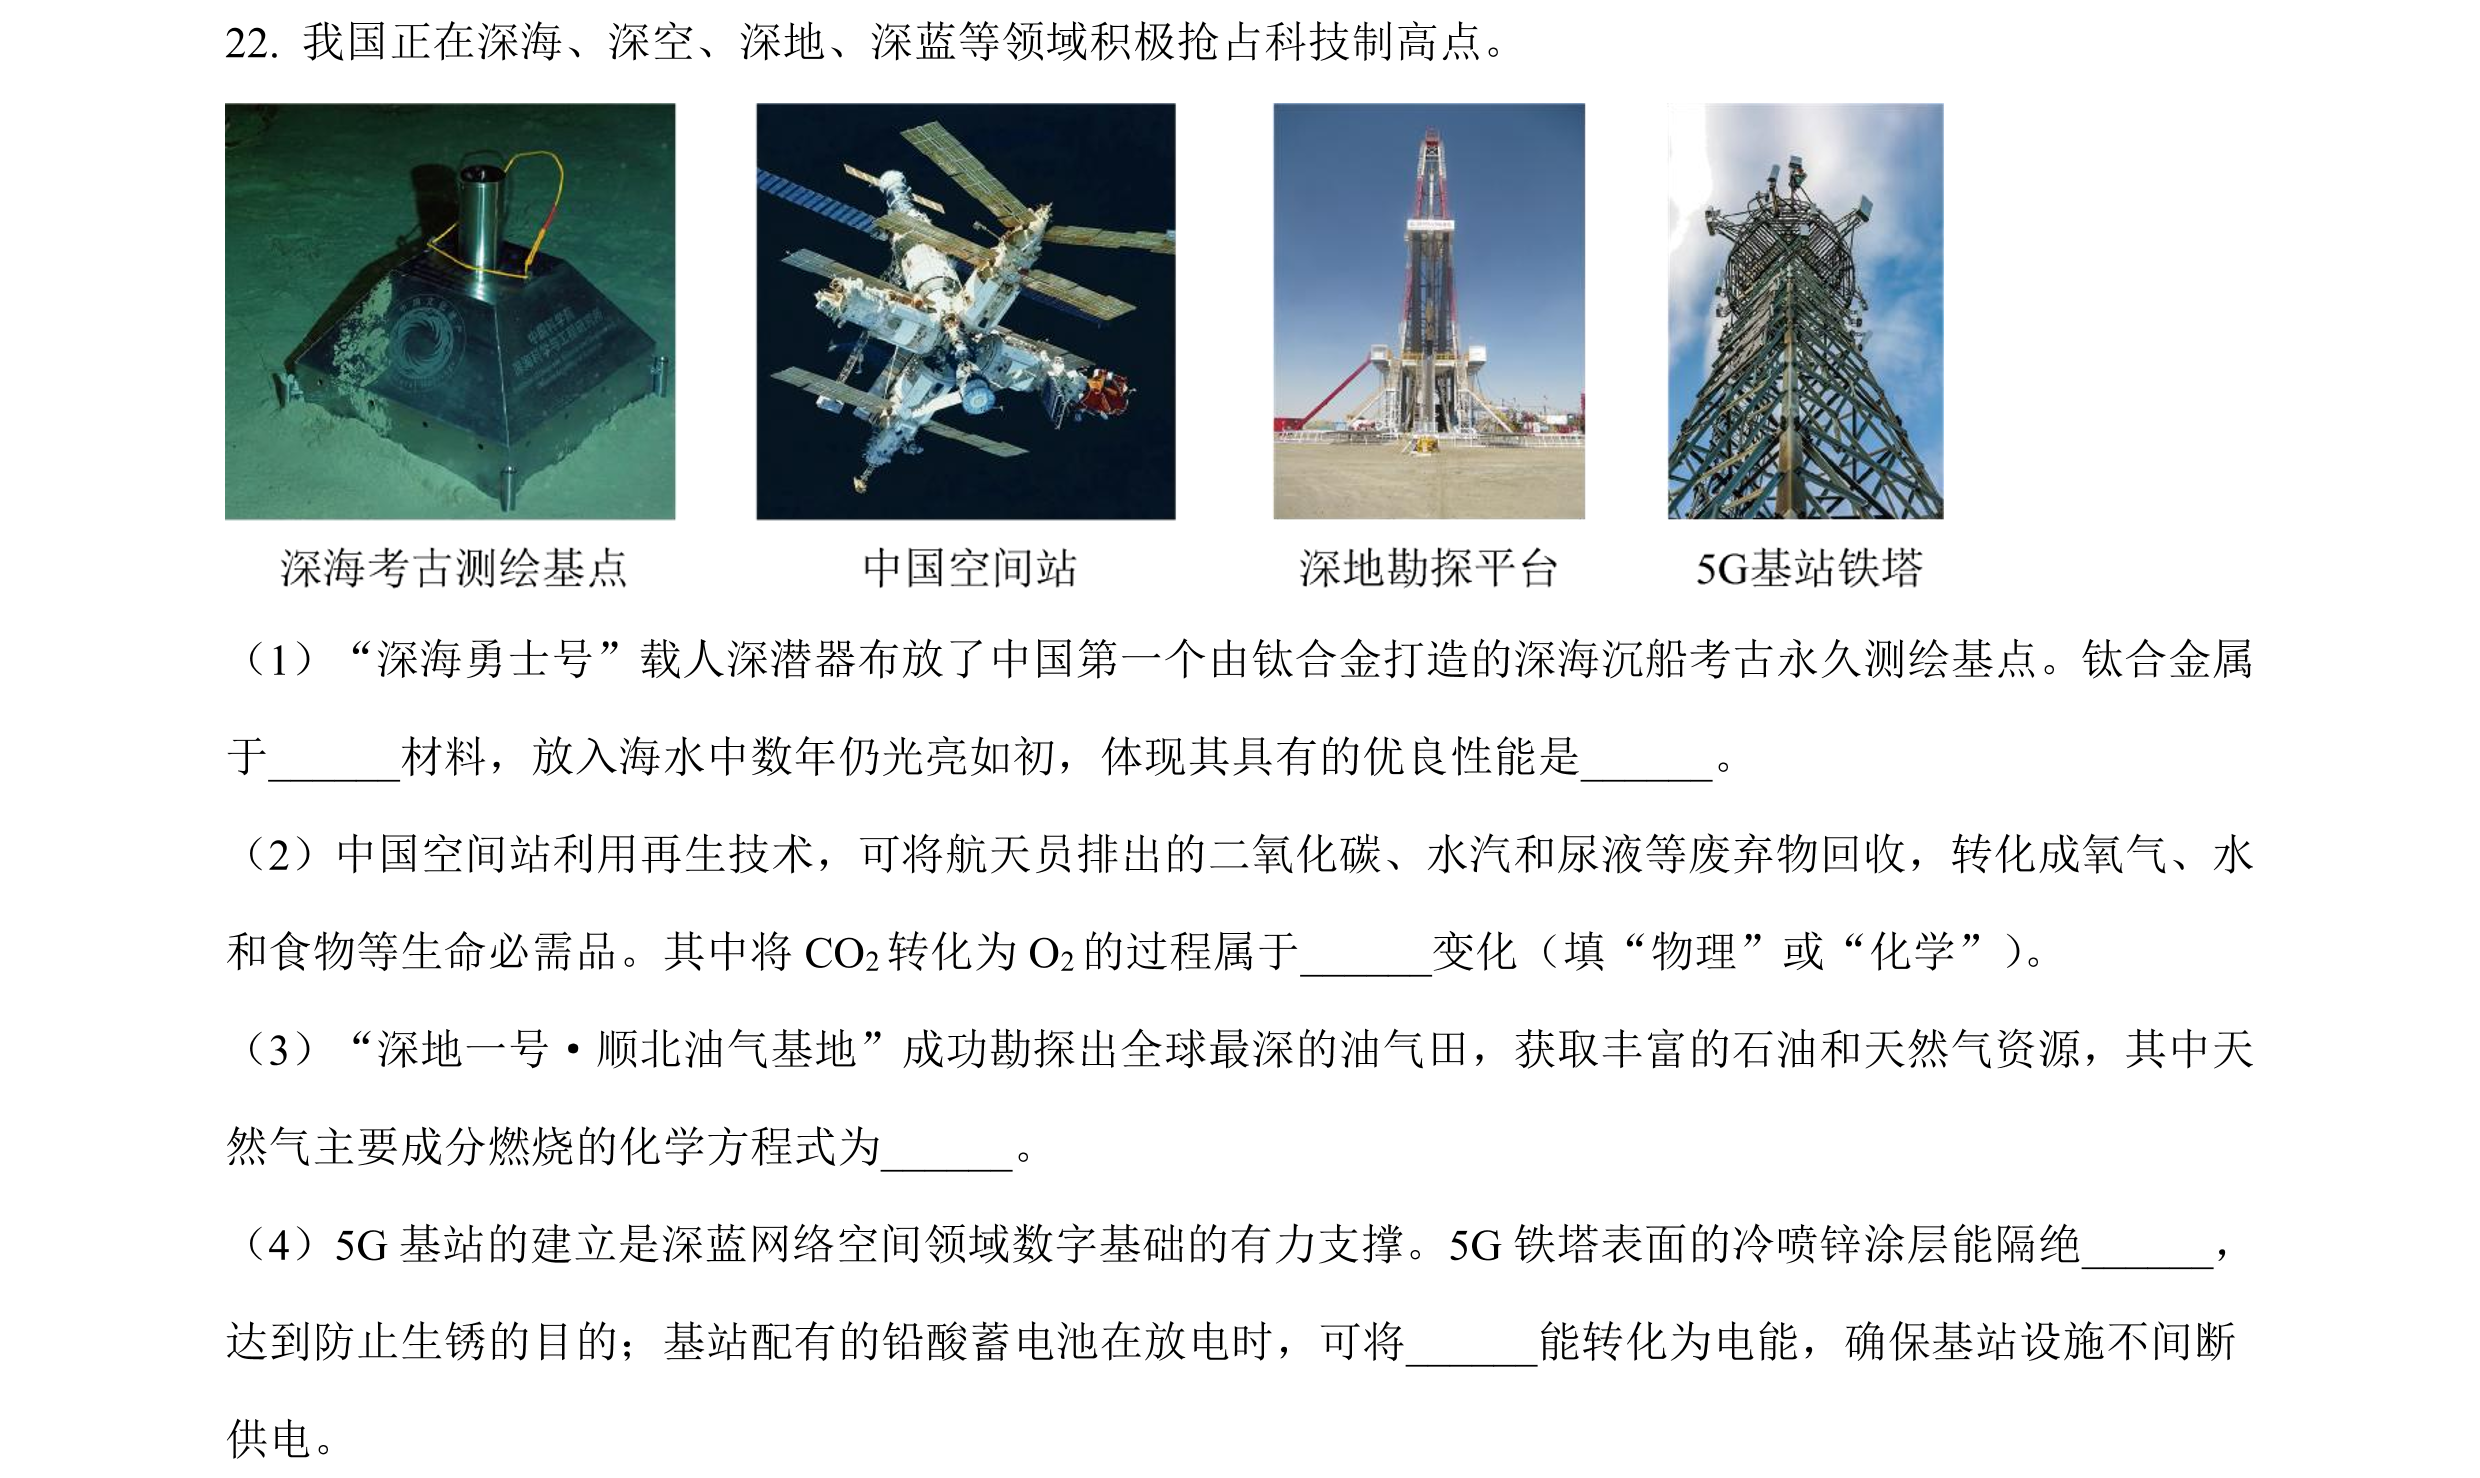 22. 我国正在深海、深空、深地、深蓝等领域积极抢占科技制高点。
中国科学院
深海考古测绘基点 中国空间站 深地勘探平台 5G基站铁塔
（1）“深海勇士号”载人深潜器布放了中国第一个由钛合金打造的深海沉船考古永久测绘基点。钛合金属
于______材料，放入海水中数年仍光亮如初，体现其具有的优良性能是______。
（2）中国空间站利用再生技术，可将航天员排出的二氧化碳、水汽和尿液等废弃物回收，转化成氧气、水
和食物等生命必需品。其中将 CO₂ 转化为 O₂ 的过程属于______变化（填“物理”或“化学”）。
（3）“深地一号·顺北油气基地”成功勘探出全球最深的油气田，获取丰富的石油和天然气资源，其中天
然气主要成分燃烧的化学方程式为______。
（4）5G 基站的建立是深蓝网络空间领域数字基础的有力支撑。5G 铁塔表面的冷喷锌涂层能隔绝______，
达到防止生锈的目的；基站配有的铅酸蓄电池在放电时，可将______能转化为电能，确保基站设施不间断
供电。